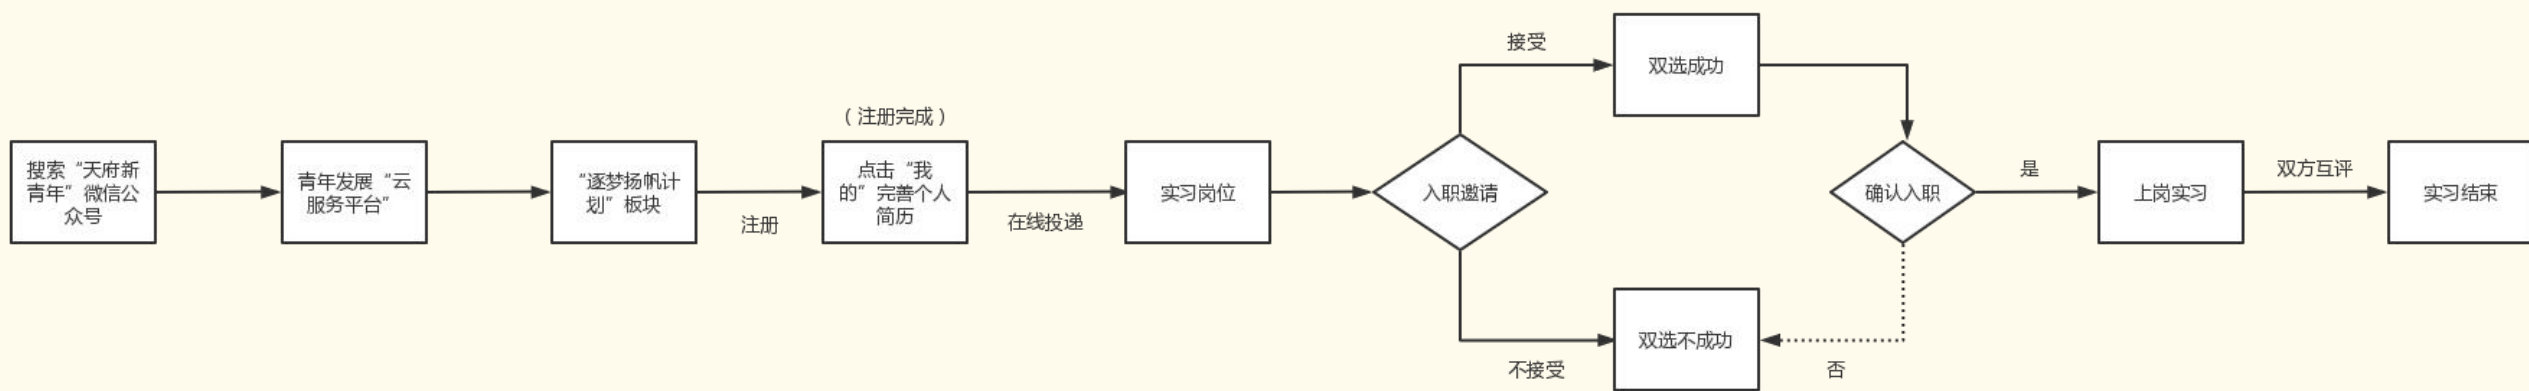 搜索“天府新
青年”微信公
众号
青年发展“云
服务平台”
“逐梦扬帆计
划”板块
注册
（注册完成）
点击“我
的”完善个人
简历
在线投递
实习岗位
入职邀请
接受
双选成功
不接受
双选不成功
确认入职
是
否
上岗实习
双方互评
实习结束